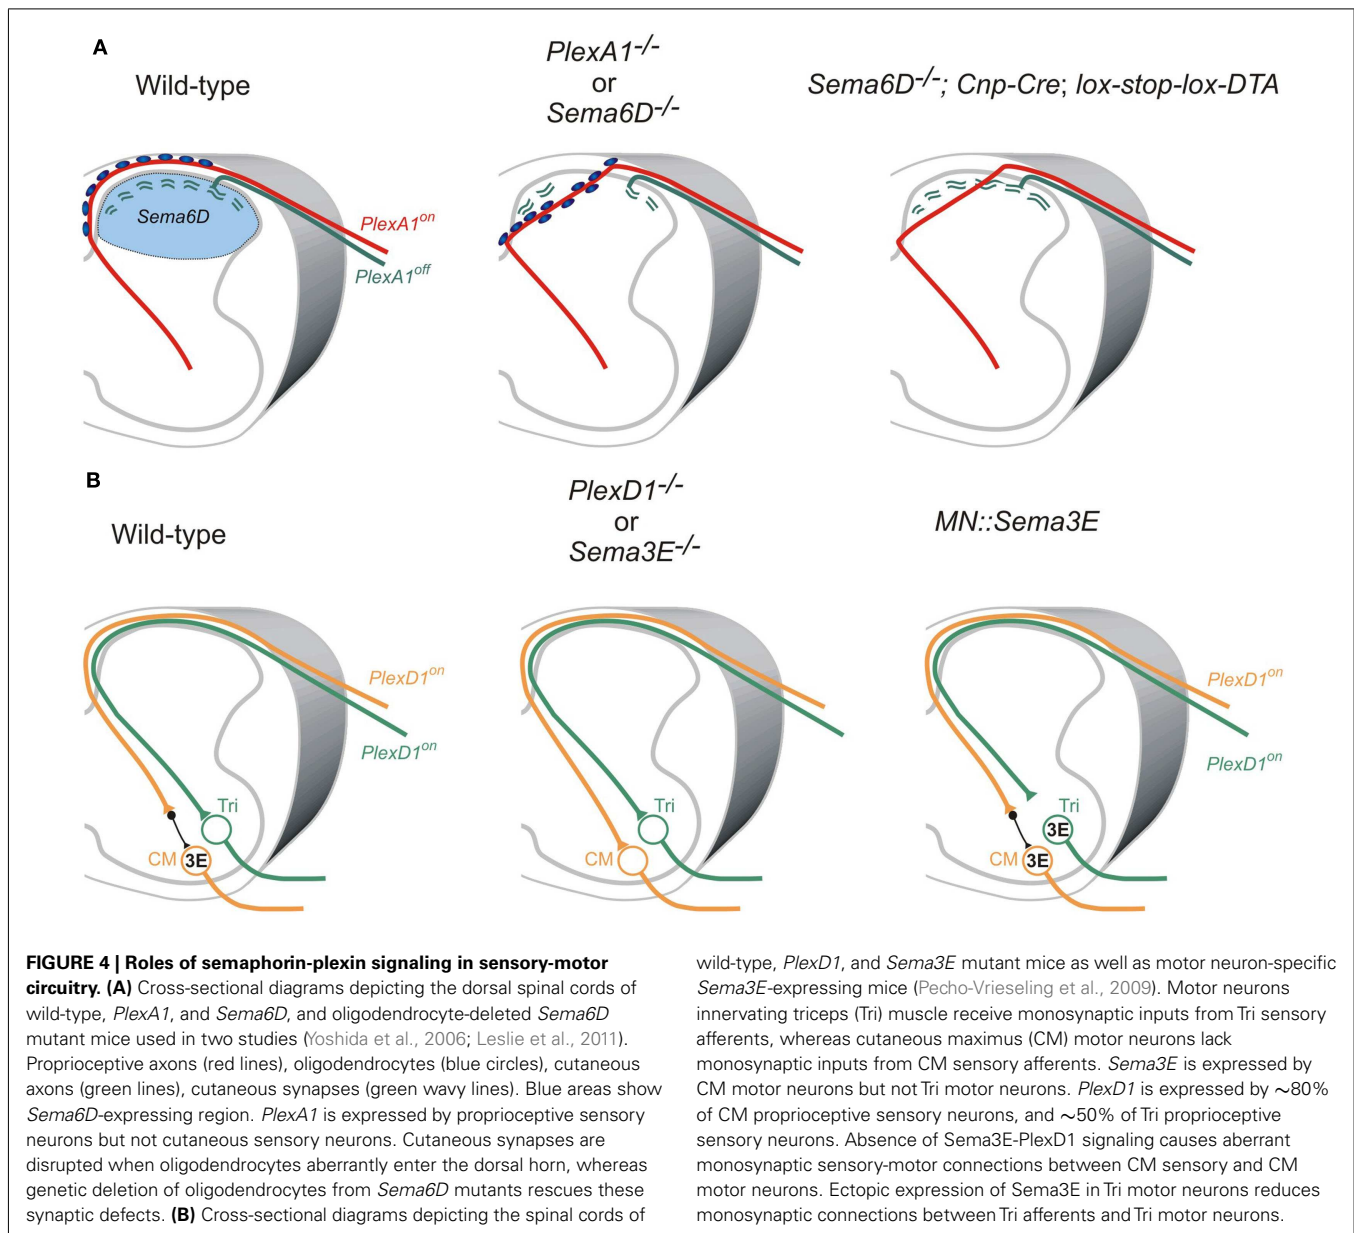 A
Wild-type
PlexA1-/-
or
Sema6D-/-
Sema6D-/-; Cnp-Cre; lox-stop-lox-DTA
Sema6D
PlexA1on
PlexA1off
B
Wild-type
PlexD1-/-
or
Sema3E-/-
MN::Sema3E
PlexD1on
PlexD1on
Tri
CM
3E
Tri
CM
PlexD1on
PlexD1on
Tri
3E
CM
3E
FIGURE 4 | Roles of semaphorin-plexin signaling in sensory-motor
circuitry. (A) Cross-sectional diagrams depicting the dorsal spinal cords of
wild-type, PlexA1, and Sema6D, and oligodendrocyte-deleted Sema6D
mutant mice used in two studies (Yoshida et al., 2006; Leslie et al., 2011).
Proprioceptive axons (red lines), oligodendrocytes (blue circles), cutaneous
axons (green lines), cutaneous synapses (green wavy lines). Blue areas show
Sema6D-expressing region. PlexA1 is expressed by proprioceptive sensory
neurons but not cutaneous sensory neurons. Cutaneous synapses are
disrupted when oligodendrocytes aberrantly enter the dorsal horn, whereas
genetic deletion of oligodendrocytes from Sema6D mutants rescues these
synaptic defects. (B) Cross-sectional diagrams depicting the spinal cords of
wild-type, PlexD1, and Sema3E mutant mice as well as motor neuron-specific
Sema3E-expressing mice (Pecho-Vrieseling et al., 2009). Motor neurons
innervating triceps (Tri) muscle receive monosynaptic inputs from Tri sensory
afferents, whereas cutaneous maximus (CM) motor neurons lack
monosynaptic inputs from CM sensory afferents. Sema3E is expressed by
CM motor neurons but not Tri motor neurons. PlexD1 is expressed by ∼80%
of CM proprioceptive sensory neurons, and ∼50% of Tri proprioceptive
sensory neurons. Absence of Sema3E-PlexD1 signaling causes aberrant
monosynaptic sensory-motor connections between CM sensory and CM
motor neurons. Ectopic expression of Sema3E in Tri motor neurons reduces
monosynaptic connections between Tri afferents and Tri motor neurons.